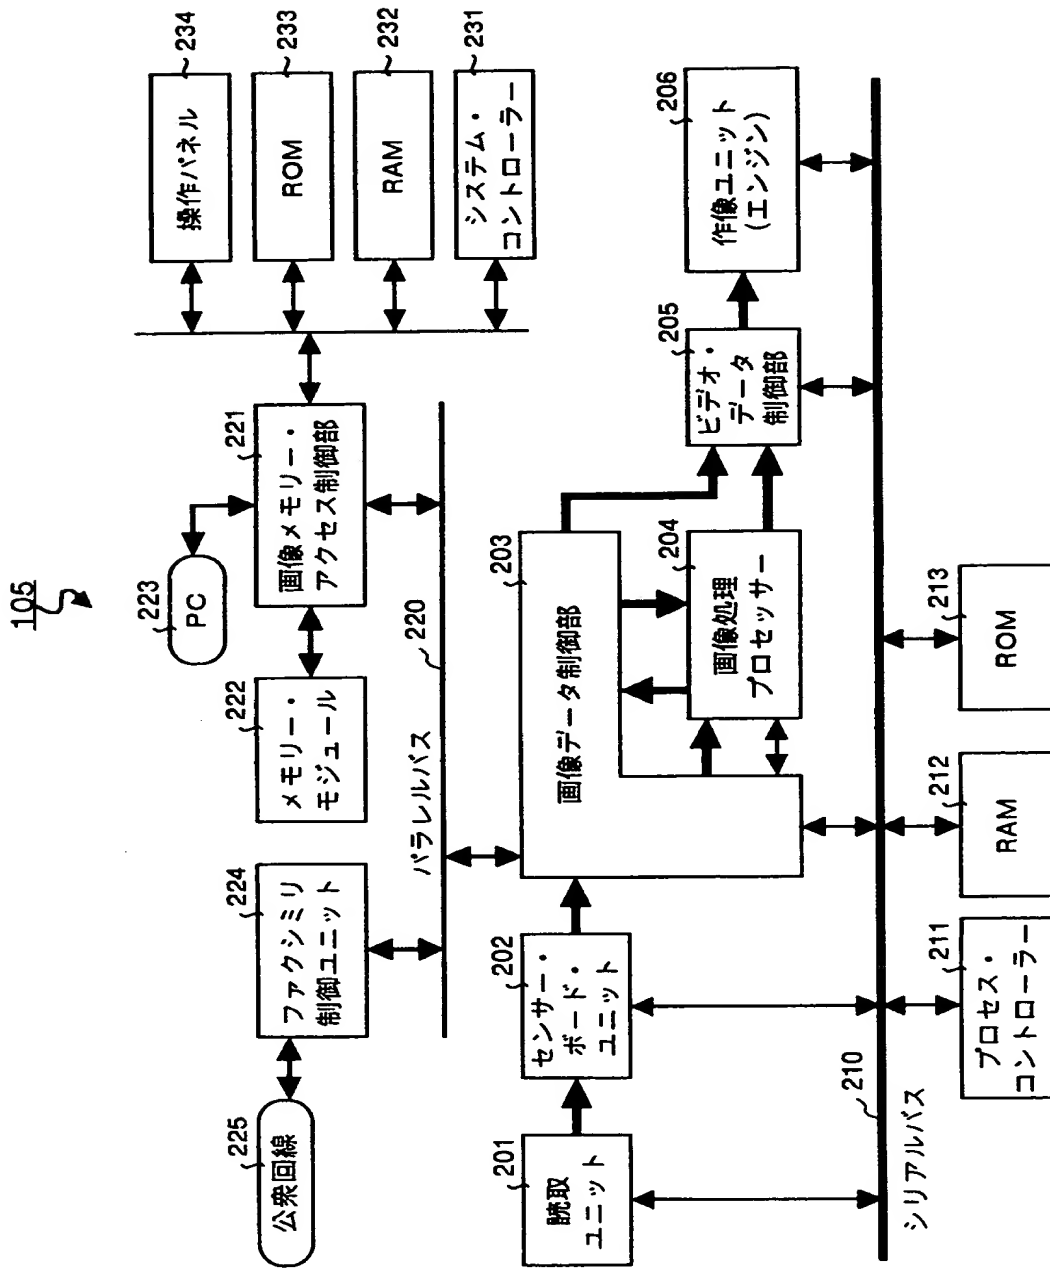 105
操作パネル
234
ROM
233
RAM
232
システム・
コントローラー
231
PC
223
画像メモリー・
アクセス制御部
221
メモリー・
モジュール
222
ファクシミリ
制御ユニット
224
公衆回線
225
パラレルバス
220
読取
ユニット
201
センサー・
ボード・
ユニット
202
画像データ制御部
203
画像処理
プロセッサー
204
ビデオ・
データ
制御部
205
作像ユニット
(エンジン)
206
シリアルバス
210
プロセス・
コントローラー
211
RAM
212
ROM
213